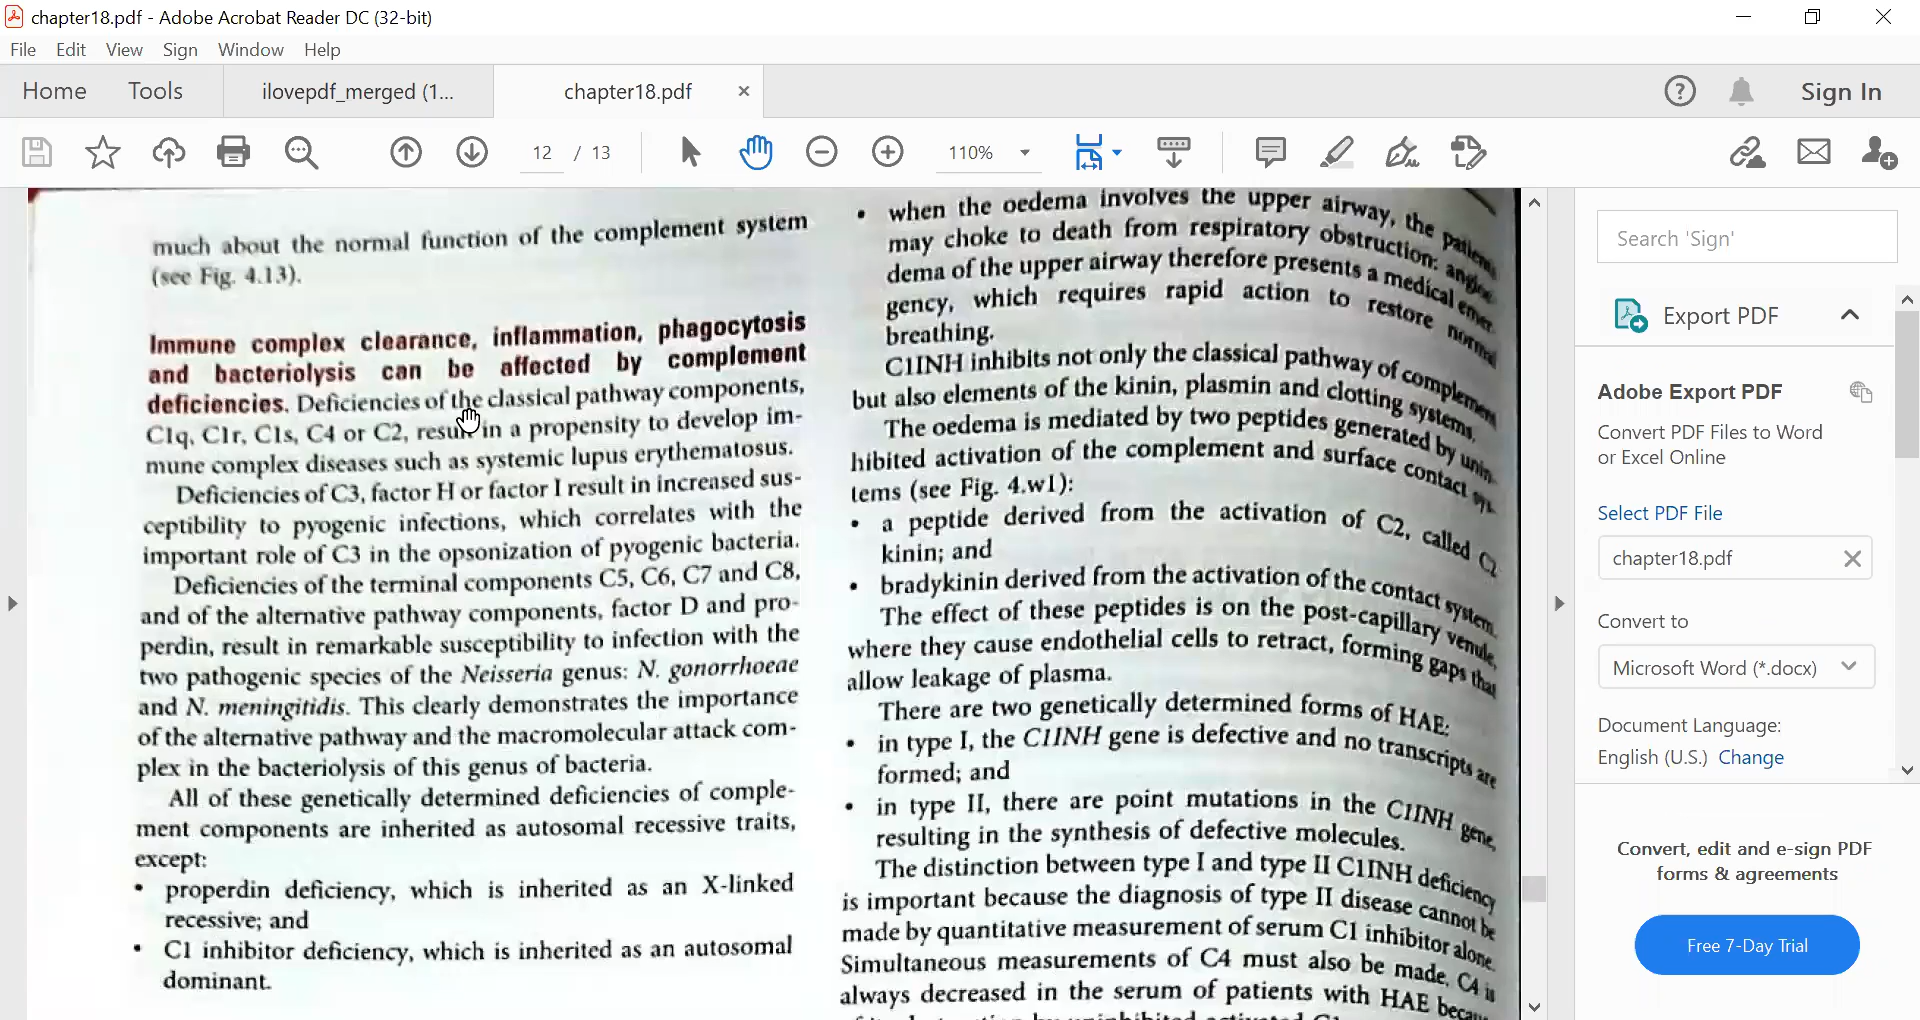 chapter18.pdf - Adobe Acrobat Reader DC (32-bit)
File Edit View Sign Window Help
Home Tools ilovepdf_merged (1... chapter18.pdf Sign In
12 / 13 110%
much about the normal function of the complement system
(see Fig. 4.13).
Immune complex clearance, inflammation, phagocytosis
and bacteriolysis can be affected by complement
deficiencies. Deficiencies of the classical pathway components,
C1q, C1r, C1s, C4 or C2, result in a propensity to develop im-
mune complex diseases such as systemic lupus erythematosus.
Deficiencies of C3, factor H or factor I result in increased sus-
ceptibility to pyogenic infections, which correlates with the
important role of C3 in the opsonization of pyogenic bacteria.
Deficiencies of the terminal components C5, C6, C7 and C8,
and of the alternative pathway components, factor D and pro-
perdin, result in remarkable susceptibility to infection with the
two pathogenic species of the Neisseria genus: N. gonorrhoeae
and N. meningitidis. This clearly demonstrates the importance
of the alternative pathway and the macromolecular attack com-
plex in the bacteriolysis of this genus of bacteria.
All of these genetically determined deficiencies of comple-
ment components are inherited as autosomal recessive traits,
except:
• properdin deficiency, which is inherited as an X-linked
recessive; and
• C1 inhibitor deficiency, which is inherited as an autosomal
dominant.
• when the oedema involves the upper airway, the
may choke to death from respiratory obstruction:
dema of the upper airway therefore presents a medical emer-
gency, which requires rapid action to restore normal
breathing.
C1INH inhibits not only the classical pathway of complement
but also elements of the kinin, plasmin and clotting systems.
The oedema is mediated by two peptides generated by unin-
hibited activation of the complement and surface contact sys-
tems (see Fig. 4.w1):
• a peptide derived from the activation of C2, called C2
kinin; and
• bradykinin derived from the activation of the contact system.
The effect of these peptides is on the post-capillary venule,
where they cause endothelial cells to retract, forming gaps that
allow leakage of plasma.
There are two genetically determined forms of HAE:
• in type I, the C1INH gene is defective and no transcripts are
formed; and
• in type II, there are point mutations in the C1INH gene,
resulting in the synthesis of defective molecules.
The distinction between type I and type II C1INH deficiency
is important because the diagnosis of type II disease cannot be
made by quantitative measurement of serum C1 inhibitor alone.
Simultaneous measurements of C4 must also be made. C4 is
always decreased in the serum of patients with HAE
Search 'Sign'
Export PDF
Adobe Export PDF
Convert PDF Files to Word
or Excel Online
Select PDF File
chapter18.pdf
Convert to
Microsoft Word (*.docx)
Document Language:
English (U.S.) Change
Convert, edit and e-sign PDF
forms & agreements
Free 7-Day Trial